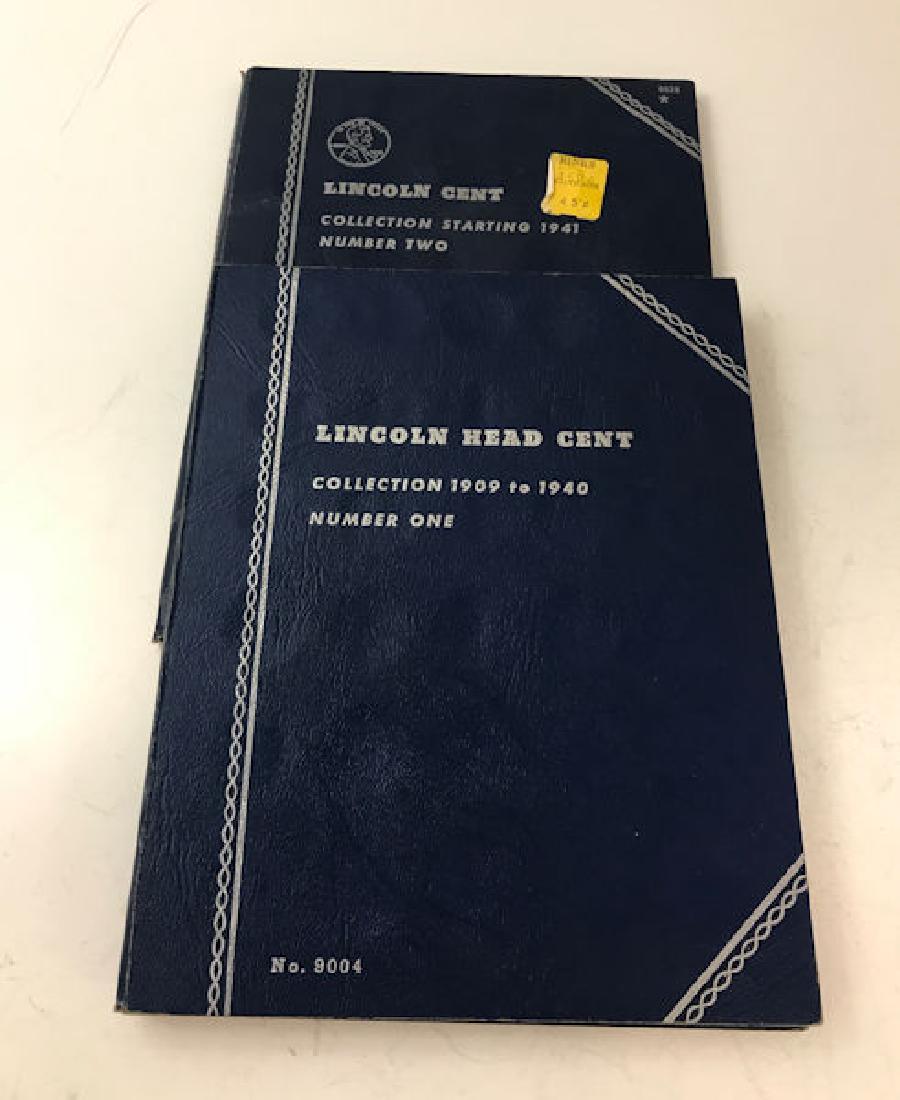 LINCOLN CENT
COLLECTION STARTING 1941
NUMBER TWO
LINCOLN HEAD CENT
COLLECTION 1909 to 1940
NUMBER ONE
No. 9004